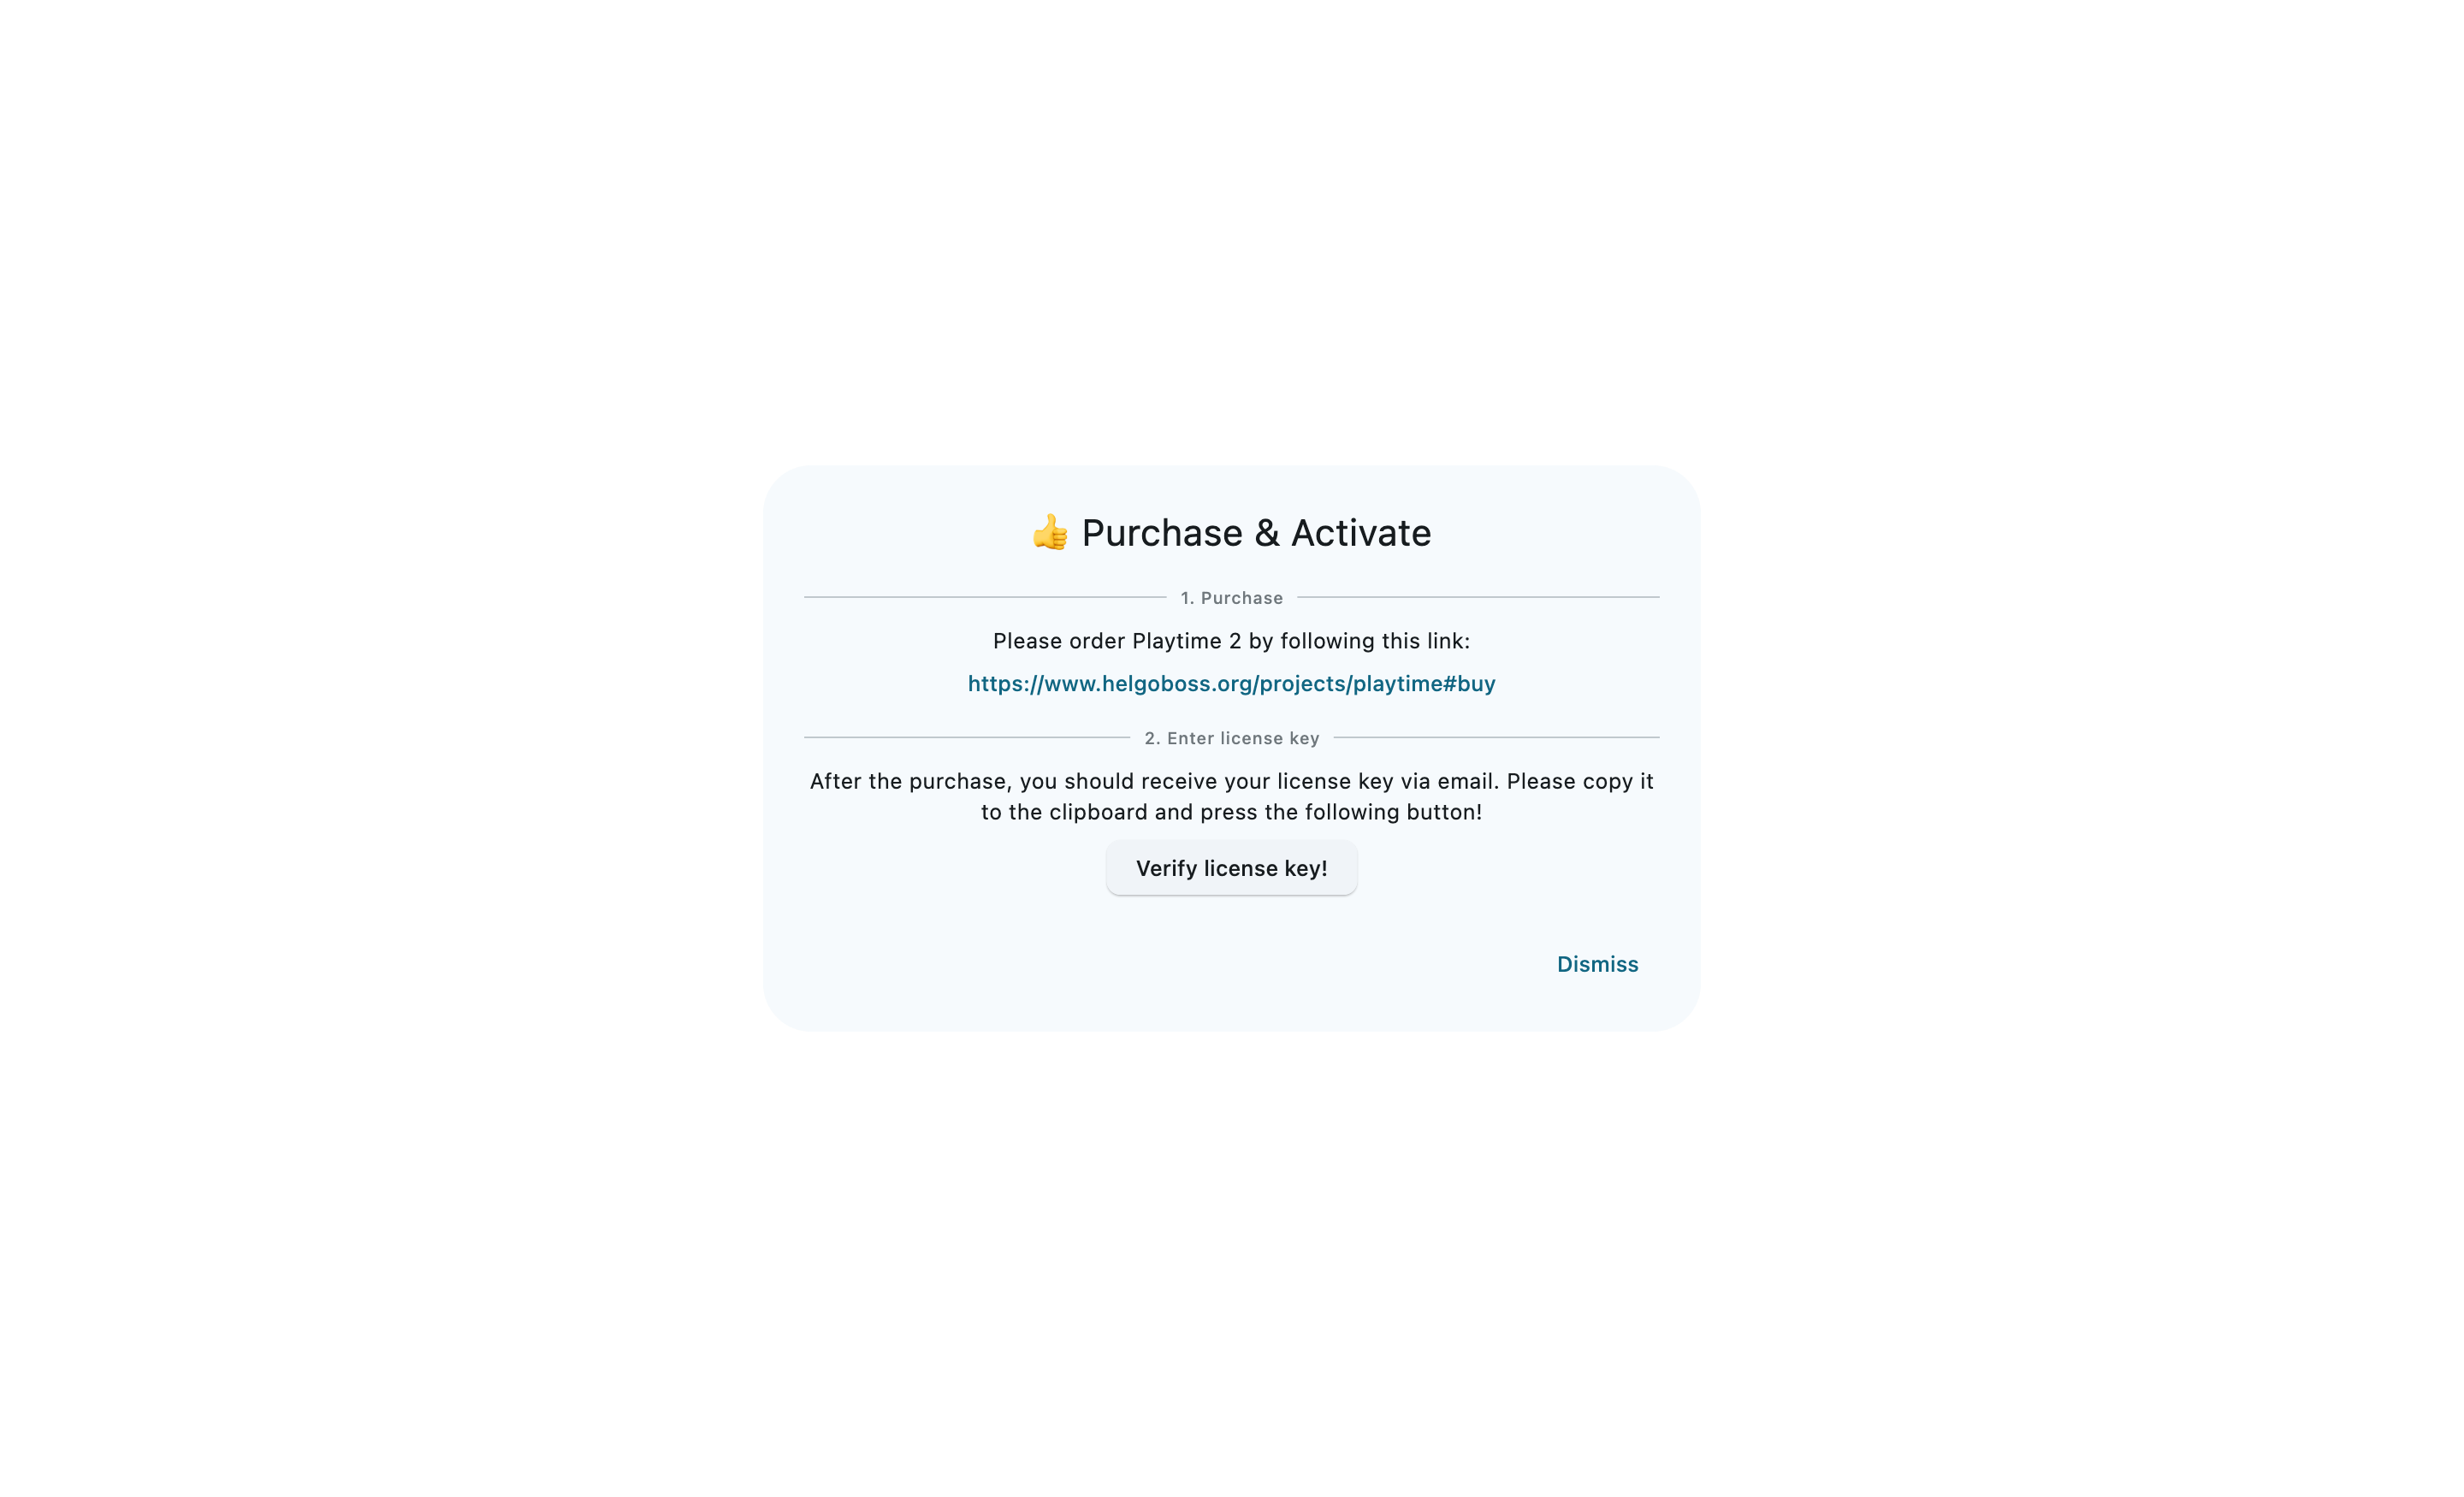 👍 Purchase & Activate
1. Purchase
Please order Playtime 2 by following this link:
https://www.helgoboss.org/projects/playtime#buy
2. Enter license key
After the purchase, you should receive your license key via email. Please copy it
to the clipboard and press the following button!
Verify license key!
Dismiss